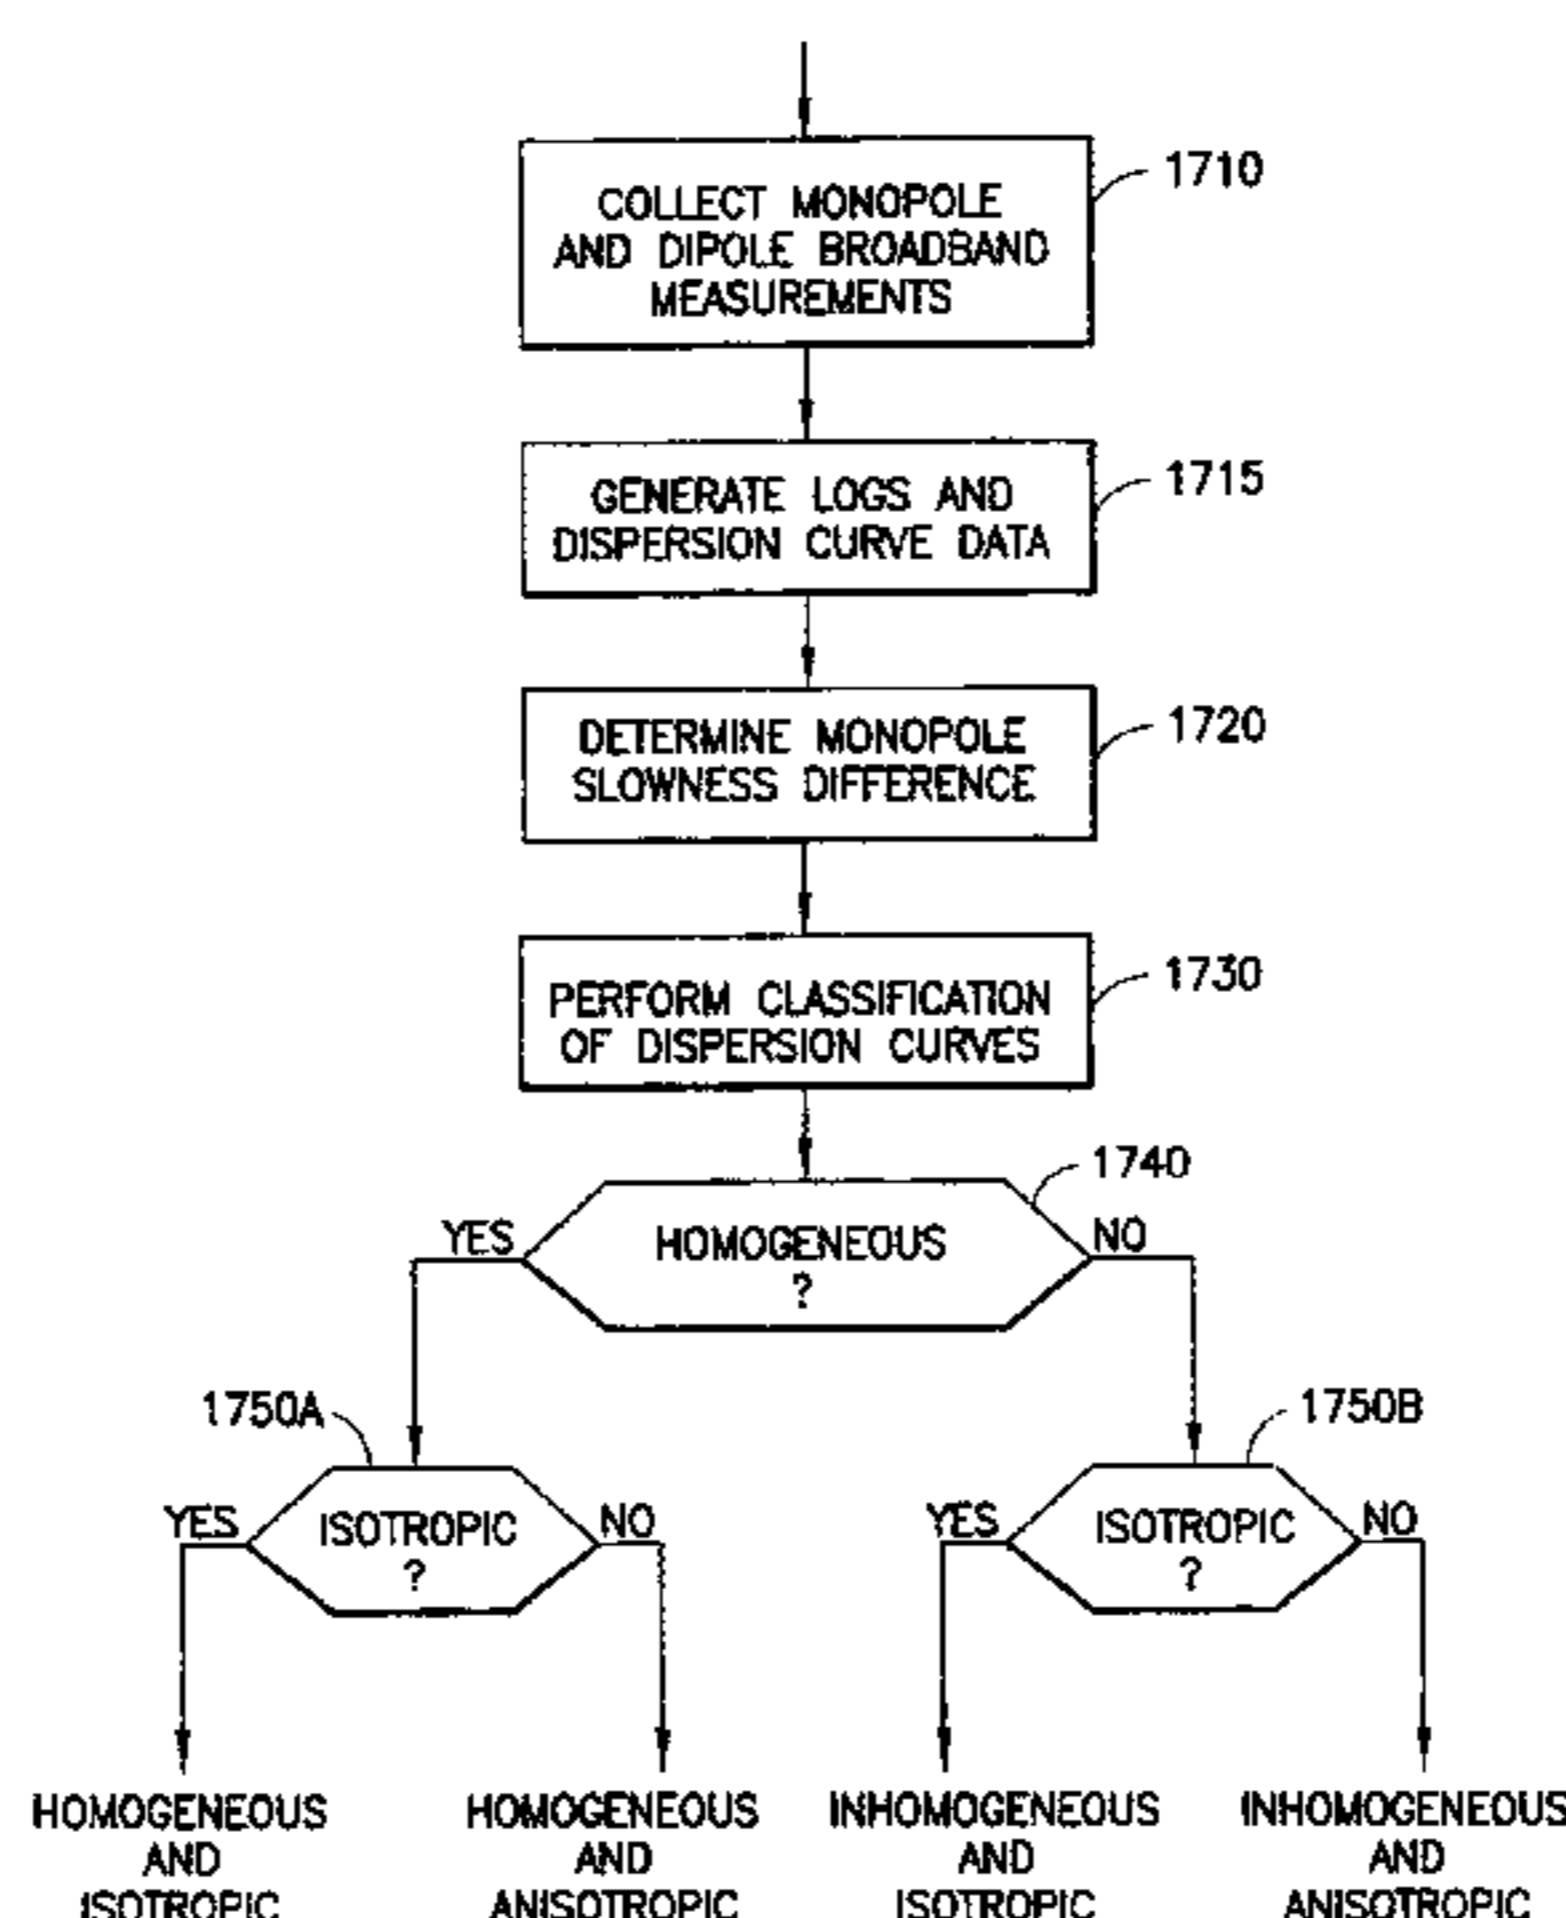 COLLECT MONOPOLE
AND DIPOLE BROADBAND
MEASUREMENTS
1710
GENERATE LOGS AND
DISPERSION CURVE DATA
1715
DETERMINE MONOPOLE
SLOWNESS DIFFERENCE
1720
PERFORM CLASSIFICATION
OF DISPERSION CURVES
1730
1740
YES
HOMOGENEOUS
?
NO
1750A
YES
ISOTROPIC
?
NO
1750B
YES
ISOTROPIC
?
NO
HOMOGENEOUS
AND
ISOTROPIC
HOMOGENEOUS
AND
ANISOTROPIC
INHOMOGENEOUS
AND
ISOTROPIC
INHOMOGENEOUS
AND
ANISOTROPIC